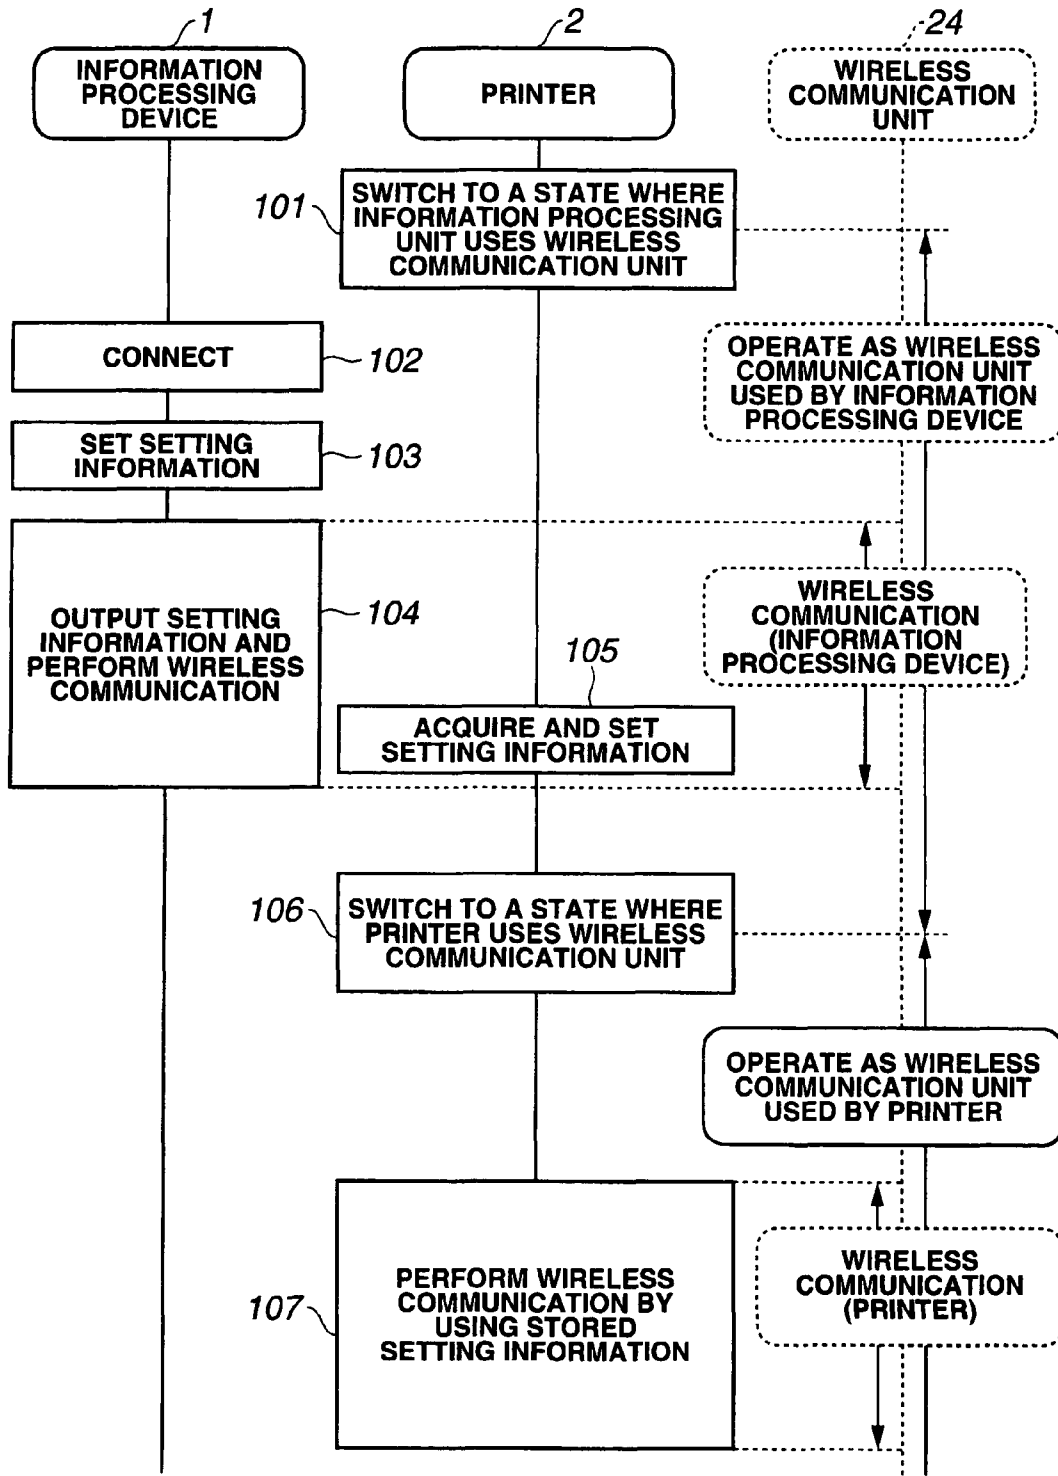 1
2
24
INFORMATION
PROCESSING
DEVICE
PRINTER
WIRELESS
COMMUNICATION
UNIT
101
SWITCH TO A STATE WHERE
INFORMATION PROCESSING
UNIT USES WIRELESS
COMMUNICATION UNIT
CONNECT
102
OPERATE AS WIRELESS
COMMUNICATION UNIT
USED BY INFORMATION
PROCESSING DEVICE
SET SETTING
INFORMATION
103
OUTPUT SETTING
INFORMATION AND
PERFORM WIRELESS
COMMUNICATION
104
WIRELESS
COMMUNICATION
(INFORMATION
PROCESSING DEVICE)
105
ACQUIRE AND SET
SETTING INFORMATION
106
SWITCH TO A STATE WHERE
PRINTER USES WIRELESS
COMMUNICATION UNIT
OPERATE AS WIRELESS
COMMUNICATION UNIT
USED BY PRINTER
107
PERFORM WIRELESS
COMMUNICATION BY
USING STORED
SETTING INFORMATION
WIRELESS
COMMUNICATION
(PRINTER)